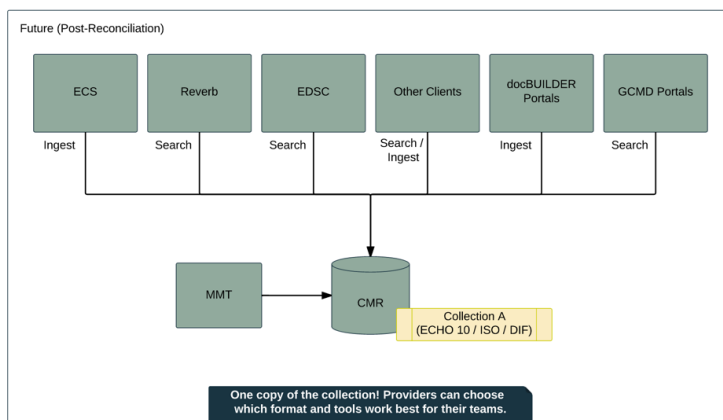 Future (Post-Reconciliation)
ECS
Reverb
EDSC
Other Clients
docBUILDER
Portals
GCMD Portals
Ingest
Search
Search
Search /
Ingest
Ingest
Search
MMT
CMR
Collection A
(ECHO 10 / ISO / DIF)
One copy of the collection! Providers can choose
which format and tools work best for their teams.